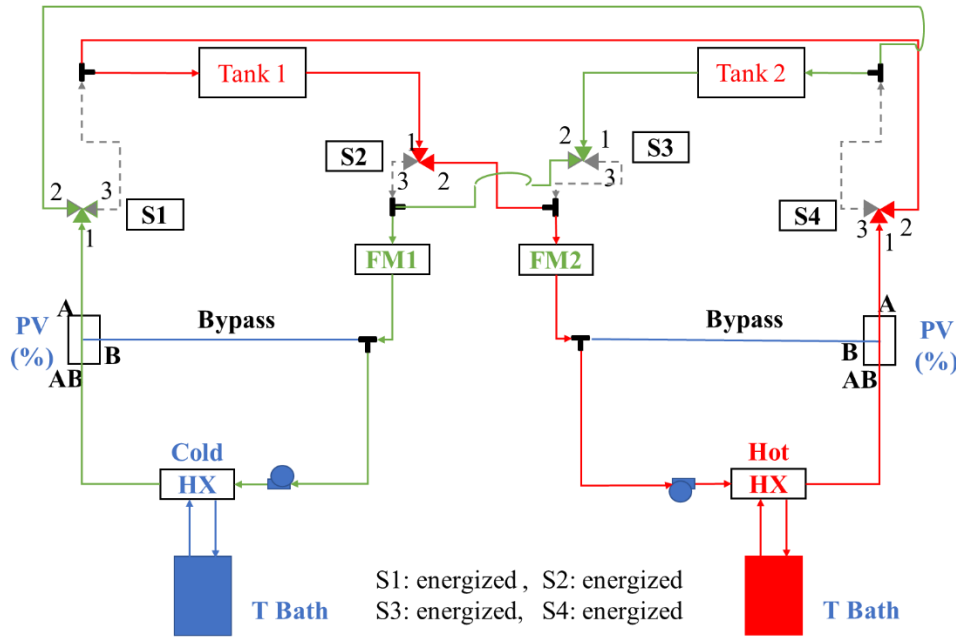 Tank 1
Tank 2
1
S2
3
2
2
1
S3
3
2
3
S1
1
S4
3
2
1
FM1
FM2
A
Bypass
PV
(%)
B
AB
Bypass
A
PV
(%)
B
AB
Cold
HX
Hot
HX
T Bath
S1: energized , S2: energized
S3: energized, S4: energized
T Bath